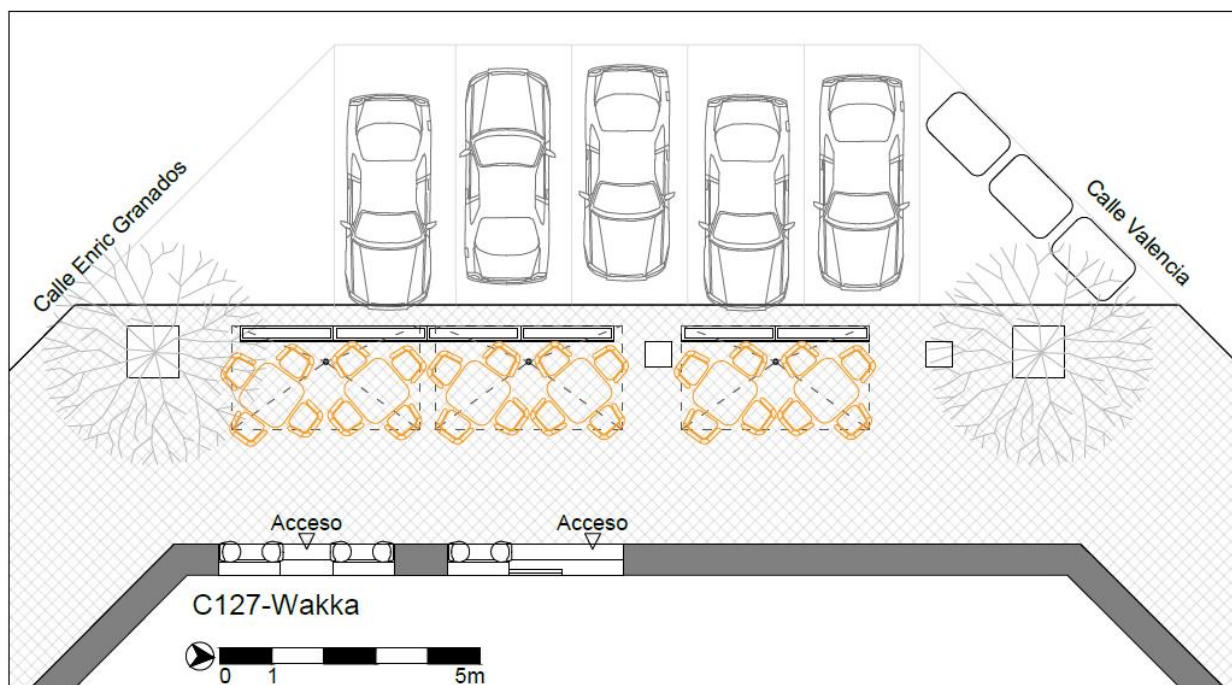 Calle Enric Granados
Calle Valencia
Acceso
Acceso
C127-Wakka
0 1 5m